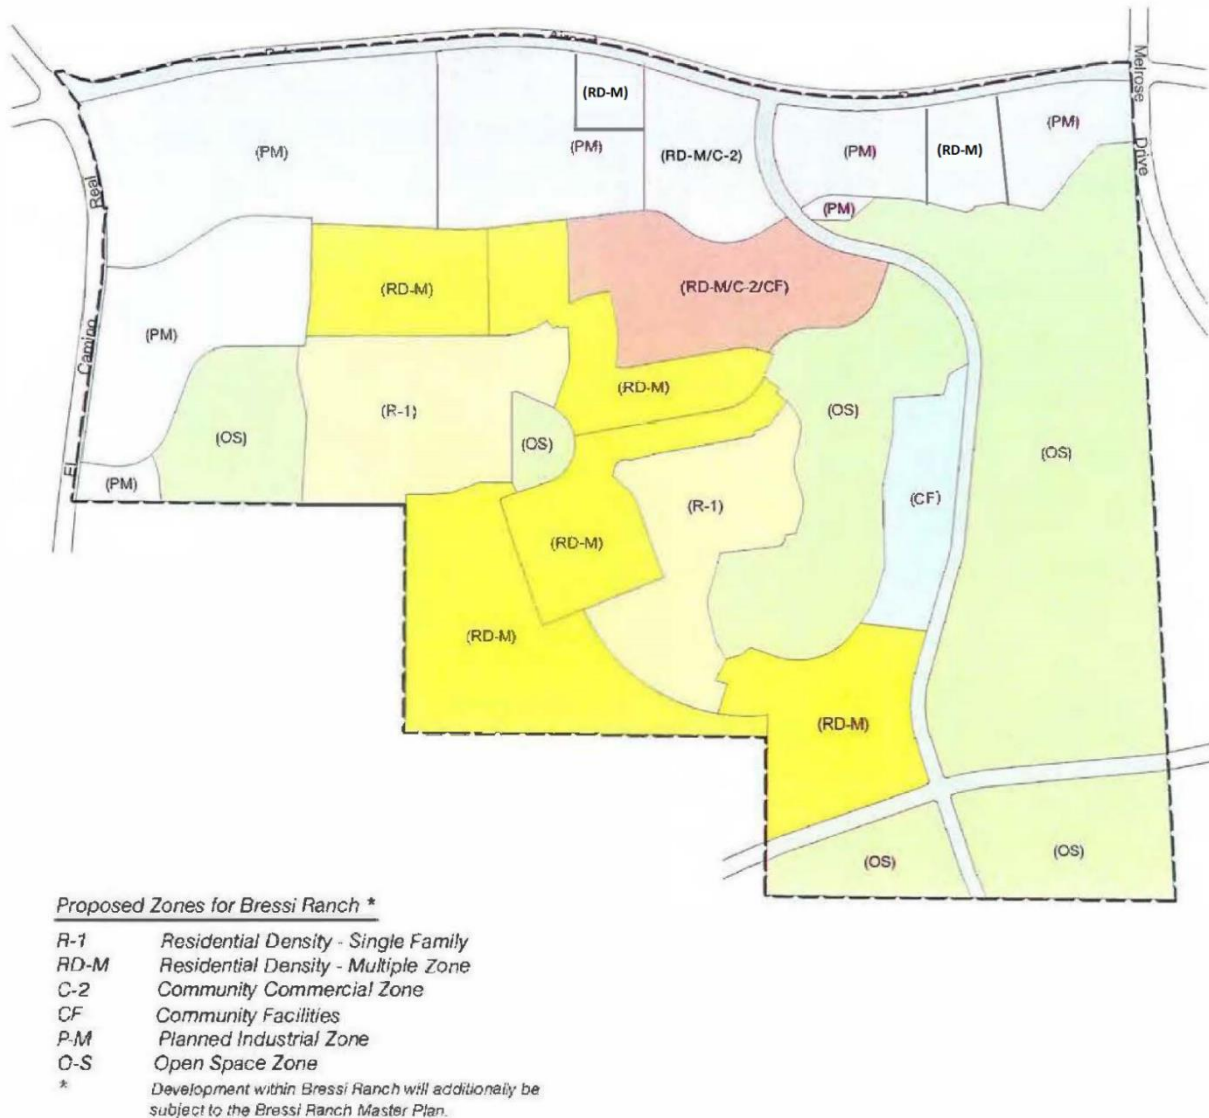 Airport
Melrose
Drive
(RD-M)
(PM)
(PM)
(RD-M/C-2)
(PM)
(RD-M)
(PM)
(PM)
Real
Camino
El
(RD-M)
(RD-M/C-2/CF)
(PM)
(RD-M)
(R-1)
(OS)
(OS)
(OS)
(OS)
(PM)
(CF)
(R-1)
(RD-M)
(RD-M)
(RD-M)
(OS)
(OS)
Proposed Zones for Bressi Ranch *
R-1 Residential Density - Single Family
RD-M Residential Density - Multiple Zone
C-2 Community Commercial Zone
CF Community Facilities
P-M Planned Industrial Zone
O-S Open Space Zone
* Development within Bressi Ranch will additionally be
subject to the Bressi Ranch Master Plan.